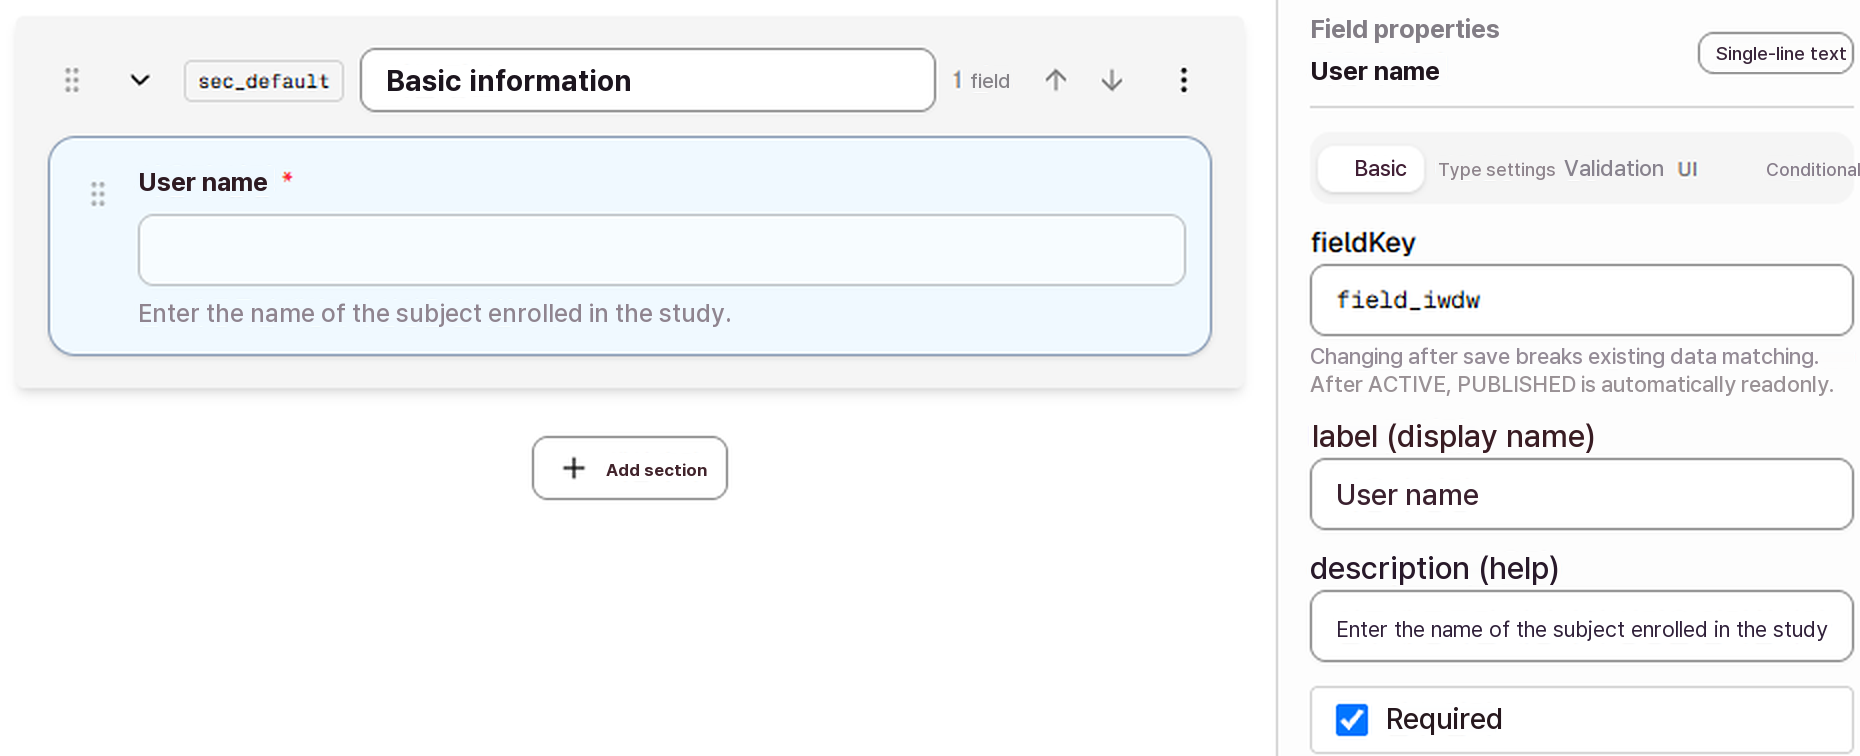 sec_default
Basic information
1 field
User name *
Enter the name of the subject enrolled in the study.
+ Add section
Field properties
User name
Single-line text
Basic Type settings Validation UI Conditional
fieldKey
field_iwdw
Changing after save breaks existing data matching.
After ACTIVE, PUBLISHED is automatically readonly.
label (display name)
User name
description (help)
Enter the name of the subject enrolled in the study
Required